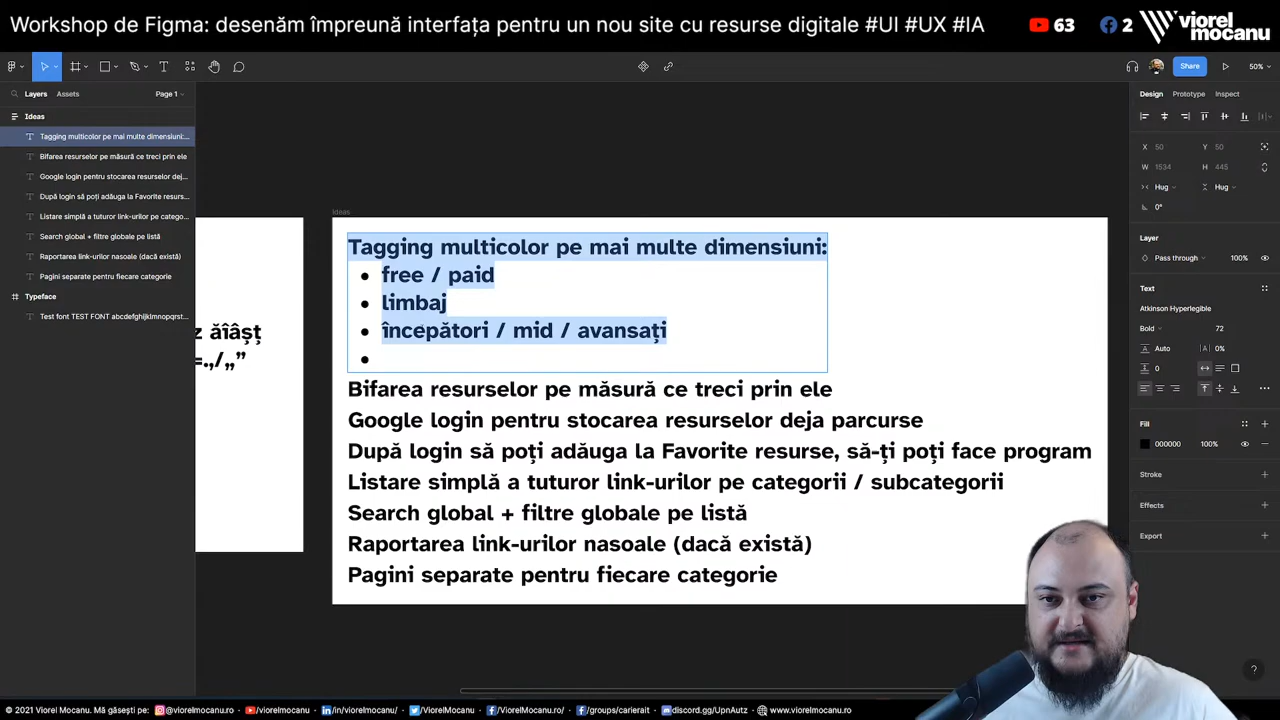 Workshop de Figma: desenăm împreună interfața pentru un nou site cu resurse digitale #UI #UX #IA
63
2
viorel mocanu
Share
50%
Layers
Assets
Page 1
Design
Prototype
Inspect
Ideas
Tagging multicolor pe mai multe dimensiuni:...
Bifarea resurselor pe măsură ce treci prin ele
Google login pentru stocarea resurselor dej...
După login să poți adăuga la Favorite resurs...
Listare simplă a tuturor link-urilor pe catego...
Search global + filtre globale pe listă
Raportarea link-urilor nasoale (dacă există)
Pagini separate pentru fiecare categorie
Typeface
Test font TEST FONT abcdefghijklmnopqrst...
z ăîâșț
=.,/„”
Ideas
Tagging multicolor pe mai multe dimensiuni:
• free / paid
• limbaj
• începători / mid / avansați
•
Bifarea resurselor pe măsură ce treci prin ele
Google login pentru stocarea resurselor deja parcurse
După login să poți adăuga la Favorite resurse, să-ți poți face program
Listare simplă a tuturor link-urilor pe categorii / subcategorii
Search global + filtre globale pe listă
Raportarea link-urilor nasoale (dacă există)
Pagini separate pentru fiecare categorie
X 50 Y 50
W 1534 H 445
Hug Hug
0°
Layer
Pass through 100%
Text
Atkinson Hyperlegible
Bold 72
Auto 0%
0
Fill
000000 100%
Stroke
Effects
Export
?
© 2021 Viorel Mocanu. Mă găsești pe: @viorelmocanu.ro /viorelmocanu /in/viorelmocanu/ /ViorelMocanu /ViorelMocanu.ro/ /groups/carierait discord.gg/UpnAutz www.viorelmocanu.ro